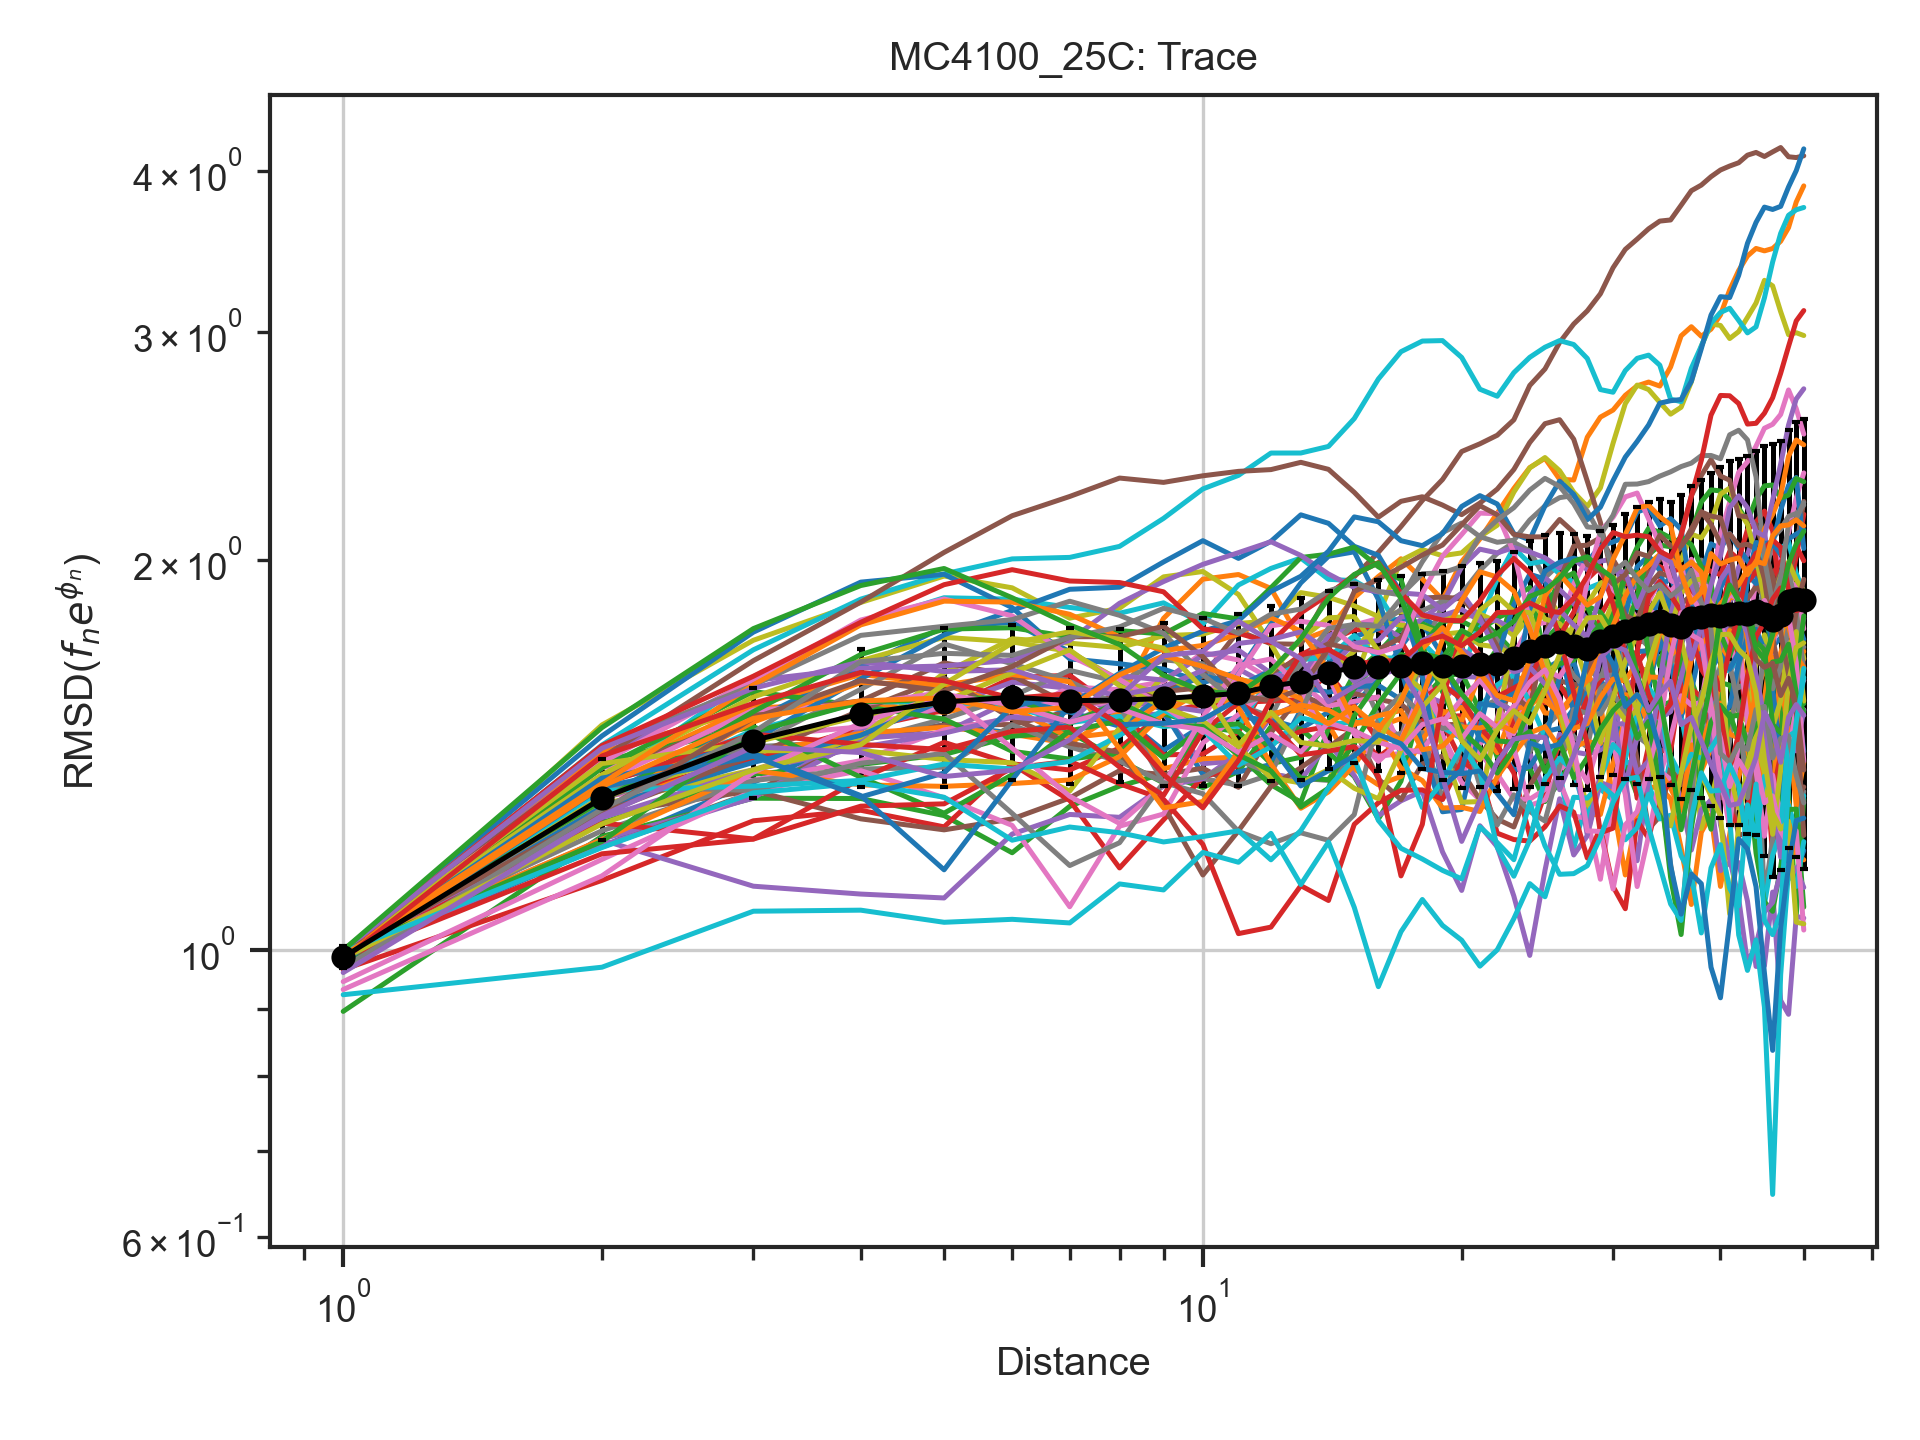 MC4100_25C: Trace
4 × 10⁰
3 × 10⁰
2 × 10⁰
10⁰
6 × 10⁻¹
RMSD(fₙe^ϕₙ)
10⁰ 10¹
Distance